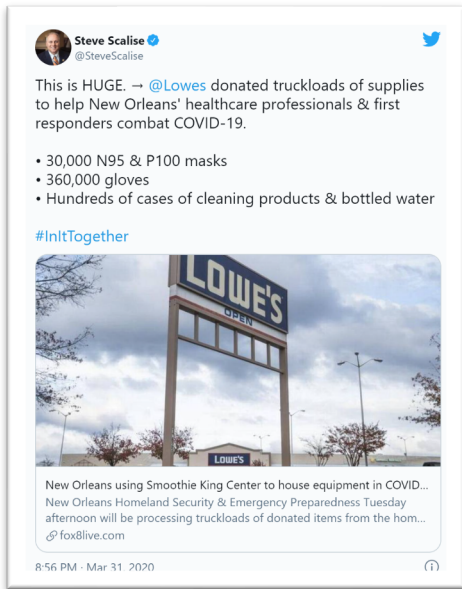 Steve Scalise
@SteveScalise
This is HUGE. → @Lowes donated truckloads of supplies
to help New Orleans' healthcare professionals & first
responders combat COVID-19.
• 30,000 N95 & P100 masks
• 360,000 gloves
• Hundreds of cases of cleaning products & bottled water
#InItTogether
LOWE'S
OPEN
LOWE'S
New Orleans using Smoothie King Center to house equipment in COVID...
New Orleans Homeland Security & Emergency Preparedness Tuesday
afternoon will be processing truckloads of donated items from the hom...
fox8live.com
8:56 PM · Mar 31, 2020